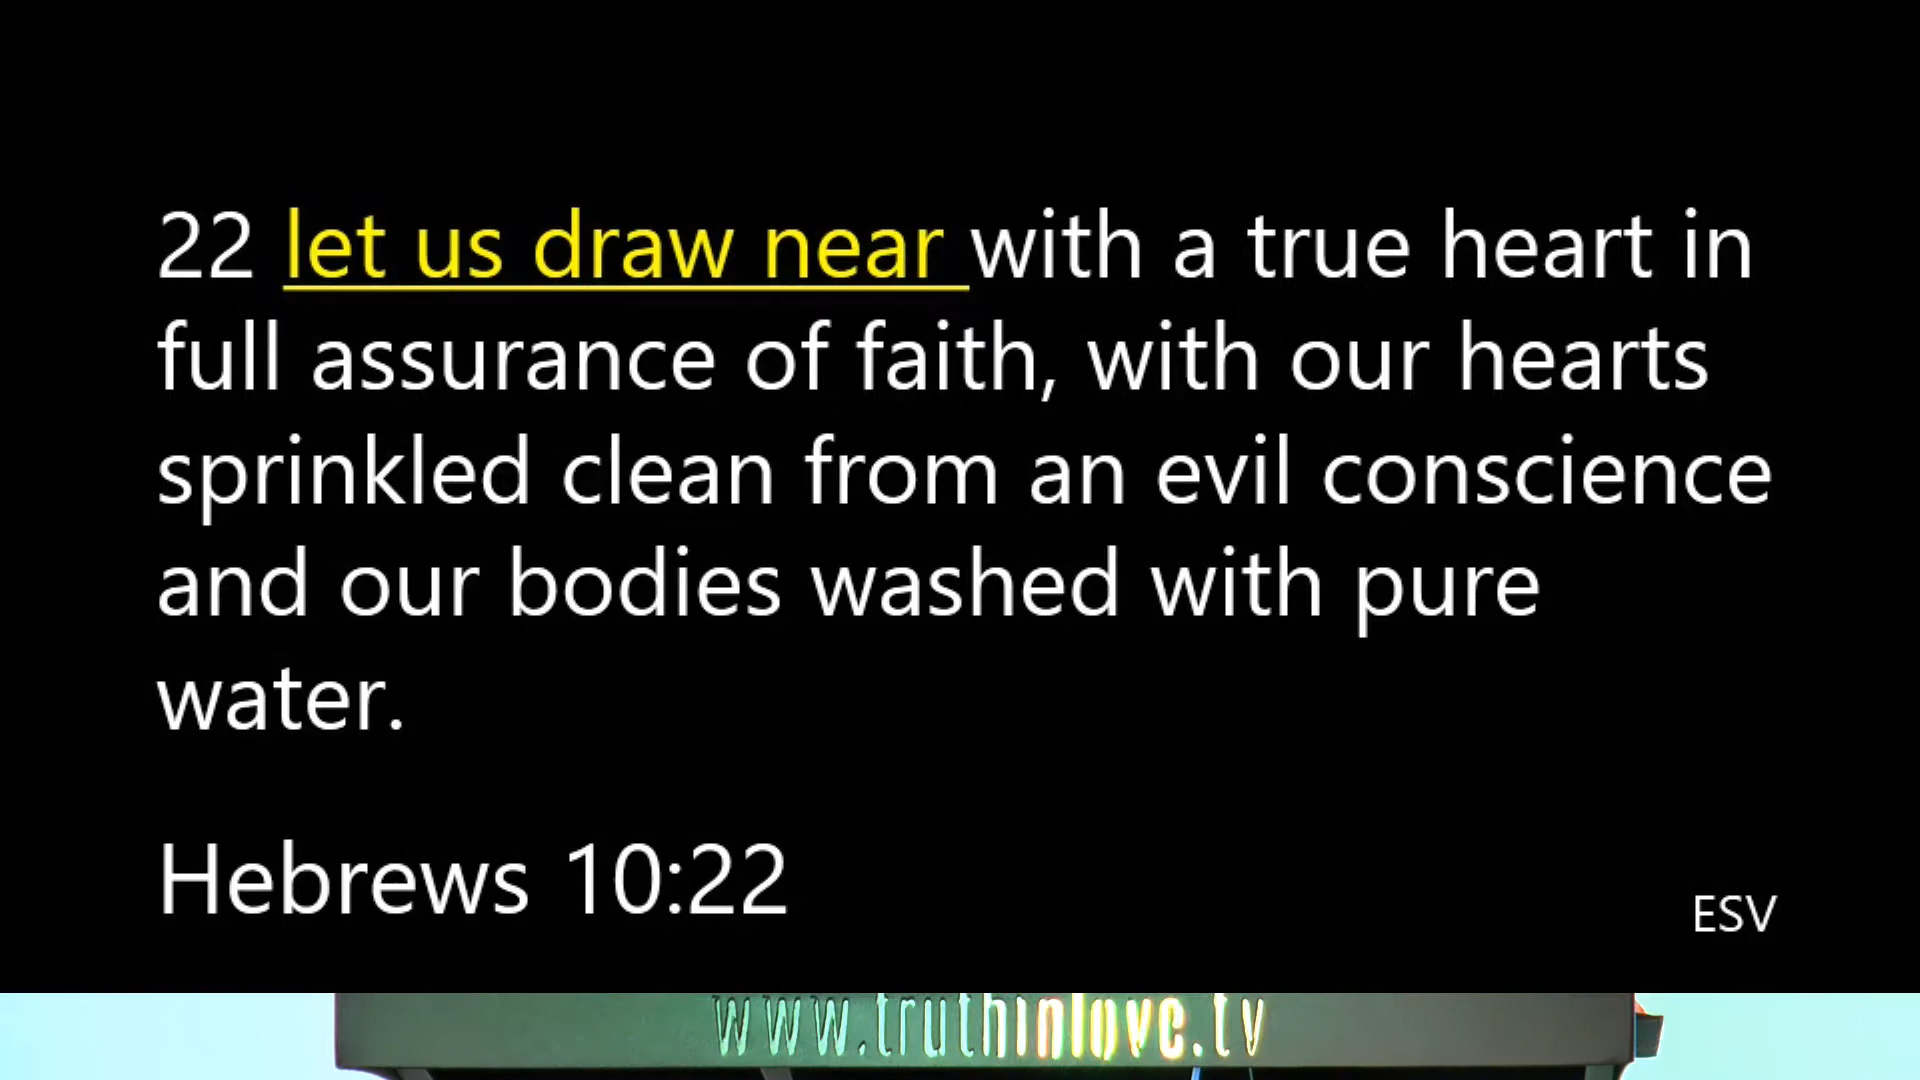 22 let us draw near with a true heart in
full assurance of faith, with our hearts
sprinkled clean from an evil conscience
and our bodies washed with pure
water.
Hebrews 10:22
ESV
www.truthinlove.tv